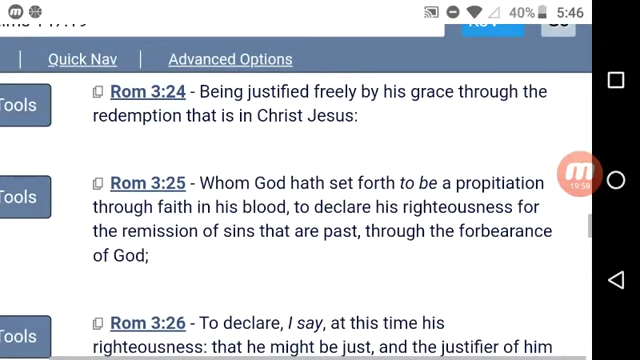 40% 5:46
Quick Nav | Advanced Options
Tools
Rom 3:24 - Being justified freely by his grace through the
redemption that is in Christ Jesus:
Tools
Rom 3:25 - Whom God hath set forth to be a propitiation
through faith in his blood, to declare his righteousness for
the remission of sins that are past, through the forbearance
of God;
19:58
Tools
Rom 3:26 - To declare, I say, at this time his
righteousness: that he might be just, and the justifier of him